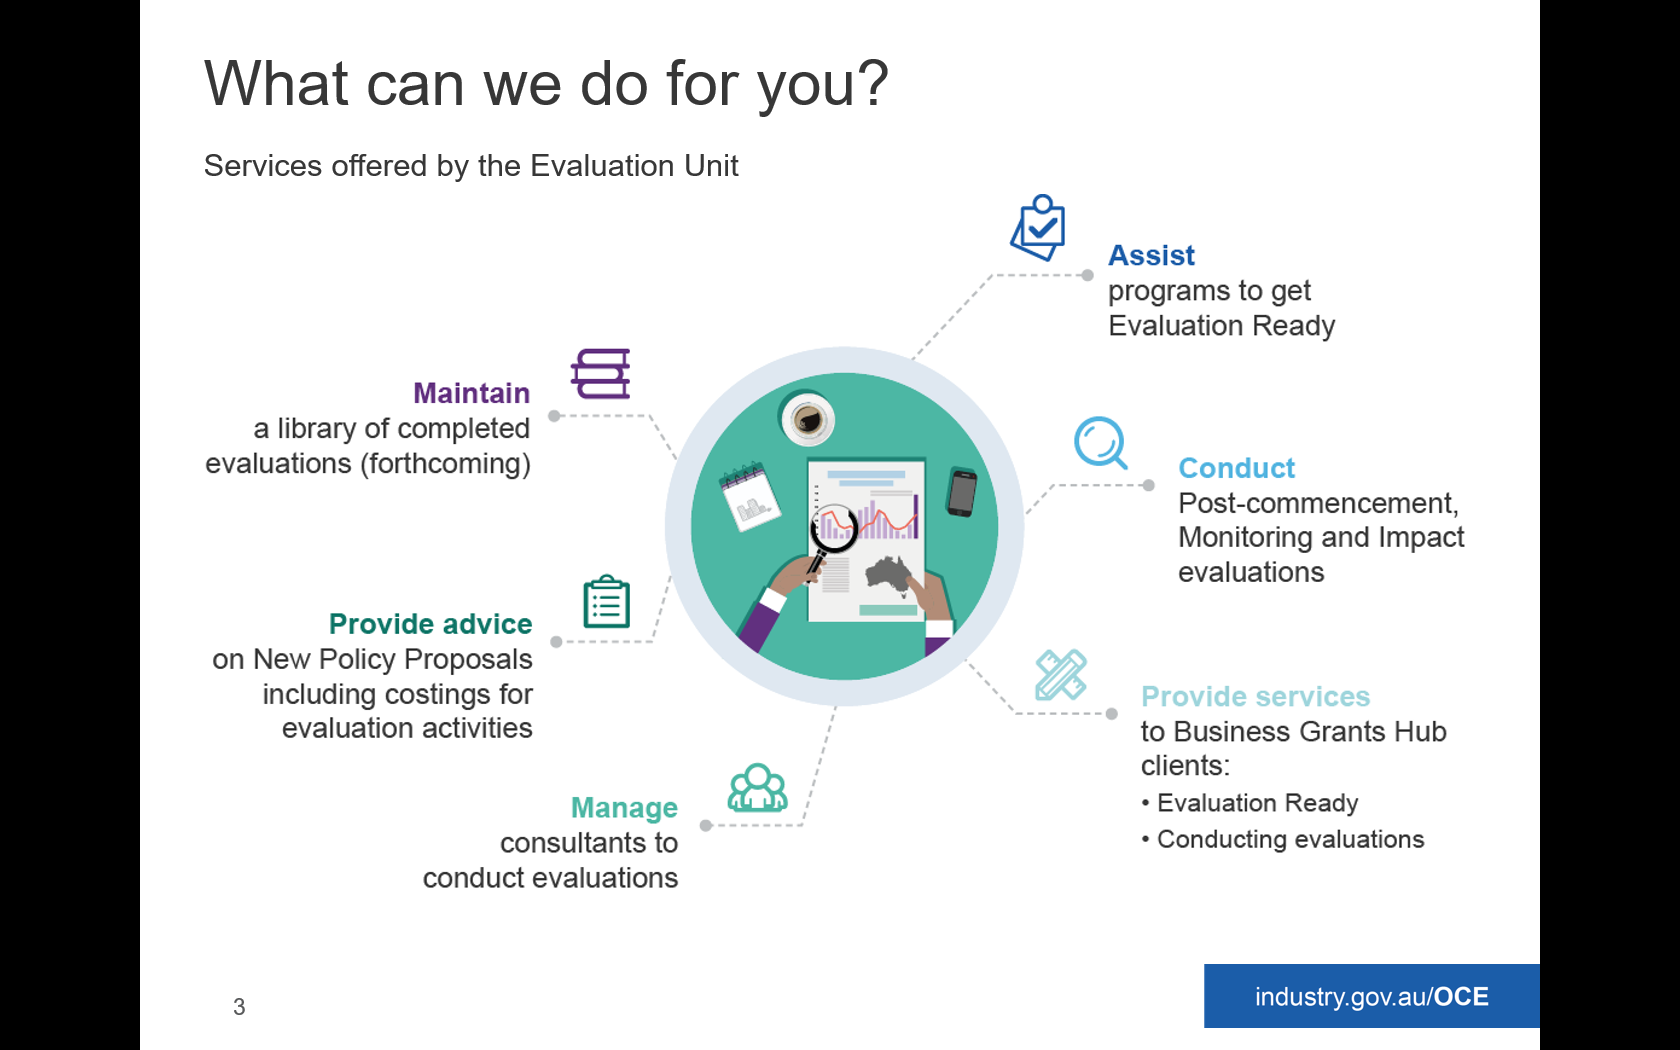 What can we do for you?
Services offered by the Evaluation Unit
Assist
programs to get
Evaluation Ready
Conduct
Post-commencement,
Monitoring and Impact
evaluations
Provide services
to Business Grants Hub
clients:
• Evaluation Ready
• Conducting evaluations
Manage
consultants to
conduct evaluations
Provide advice
on New Policy Proposals
including costings for
evaluation activities
Maintain
a library of completed
evaluations (forthcoming)
3
industry.gov.au/OCE